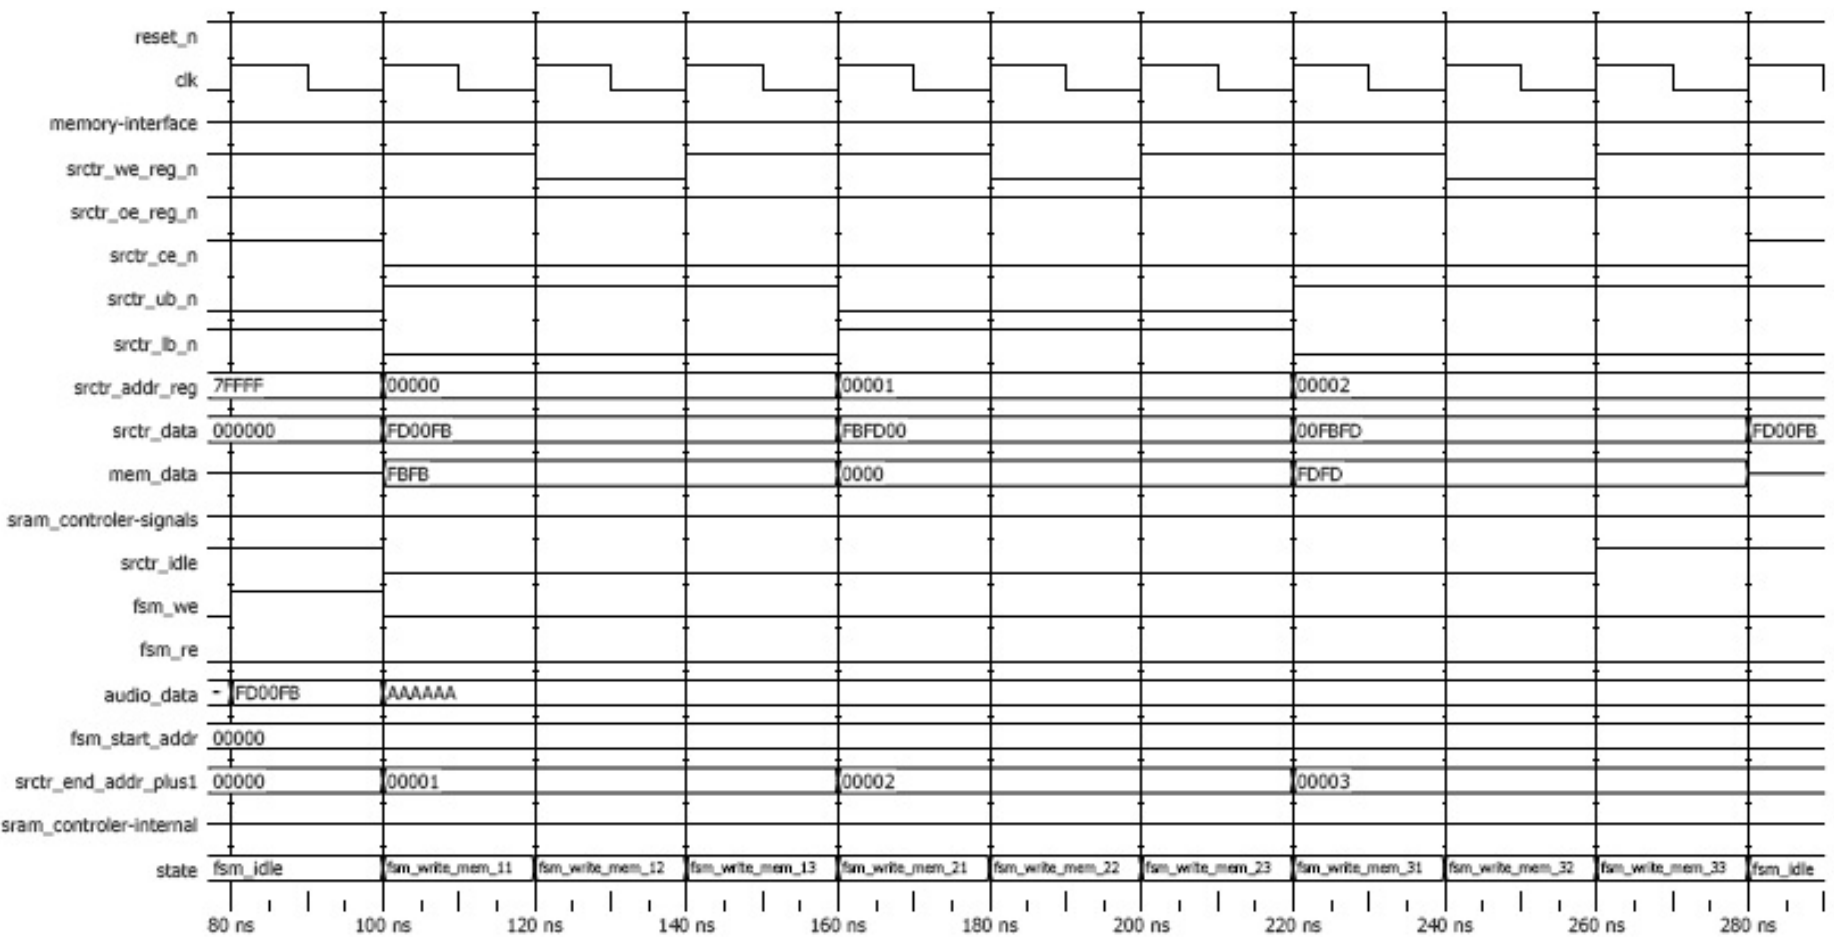 reset_n
clk
memory-interface
srctr_we_reg_n
srctr_oe_reg_n
srctr_ce_n
srctr_ub_n
srctr_lb_n
srctr_addr_reg 7FFFF 00000 00001 00002
srctr_data 000000 FD00FB FBFD00 00FBFD FD00FB
mem_data FBFB 0000 FDFD
sram_controler-signals
srctr_idle
fsm_we
fsm_re
audio_data - FD00FB AAAAAA
fsm_start_addr 00000
srctr_end_addr_plus1 00000 00001 00002 00003
sram_controler-internal
state fsm_idle fsm_write_mem_11 fsm_write_mem_12 fsm_write_mem_13 fsm_write_mem_21 fsm_write_mem_22 fsm_write_mem_23 fsm_write_mem_31 fsm_write_mem_32 fsm_write_mem_33 fsm_idle
80 ns 100 ns 120 ns 140 ns 160 ns 180 ns 200 ns 220 ns 240 ns 260 ns 280 ns